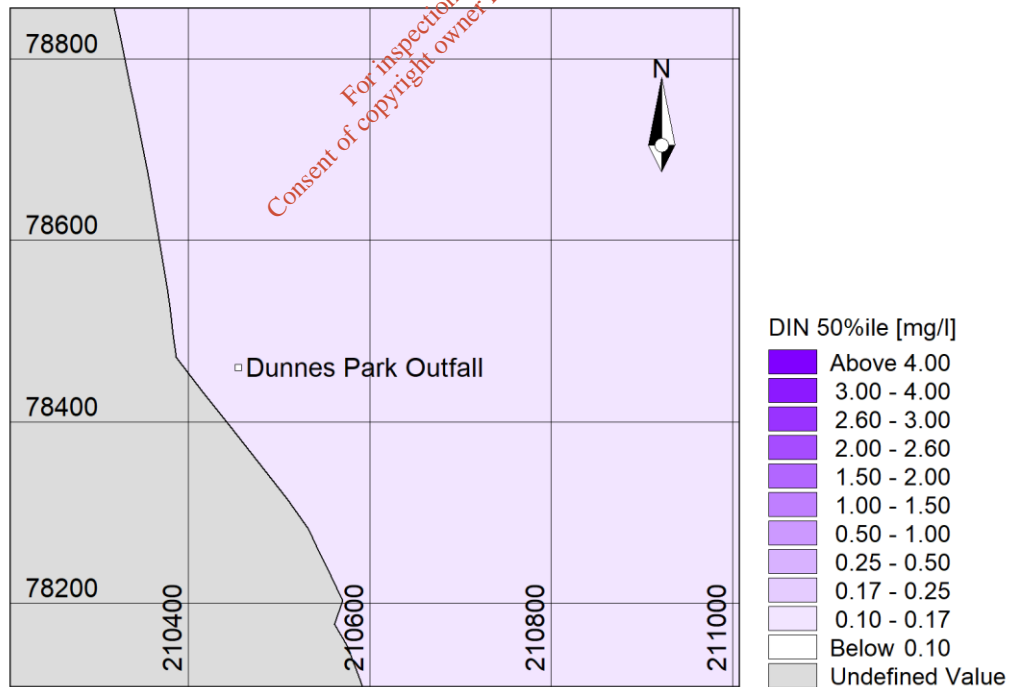 For inspection
Consent of copyright owner
N
78800
78600
78400
78200
Dunnes Park Outfall
210400
210600
210800
211000
DIN 50%ile [mg/l]
Above 4.00
3.00 - 4.00
2.60 - 3.00
2.00 - 2.60
1.50 - 2.00
1.00 - 1.50
0.50 - 1.00
0.25 - 0.50
0.17 - 0.25
0.10 - 0.17
Below 0.10
Undefined Value